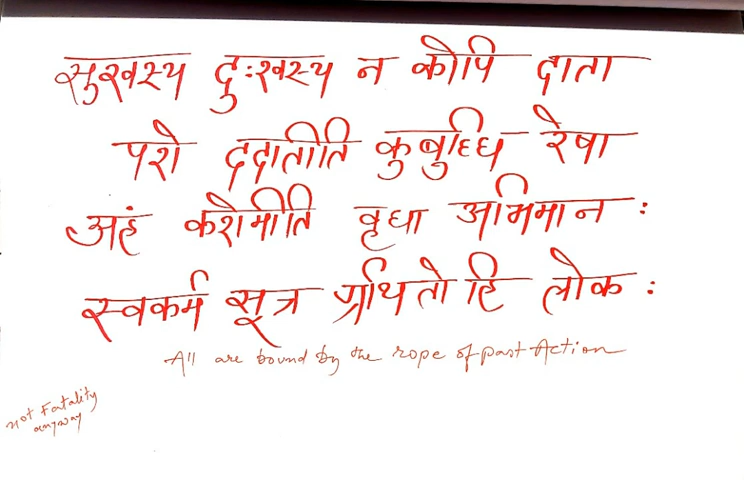 सुखस्य दुःखस्य न कोपि दाता
परो ददातीति कुबुध्धि रेषा
अहं करोमीति वृथा अभिमान :
स्वकर्म सूत्र ग्रथितो हि लोक :
All are bound by the rope of past Action
not Fatality
anyway